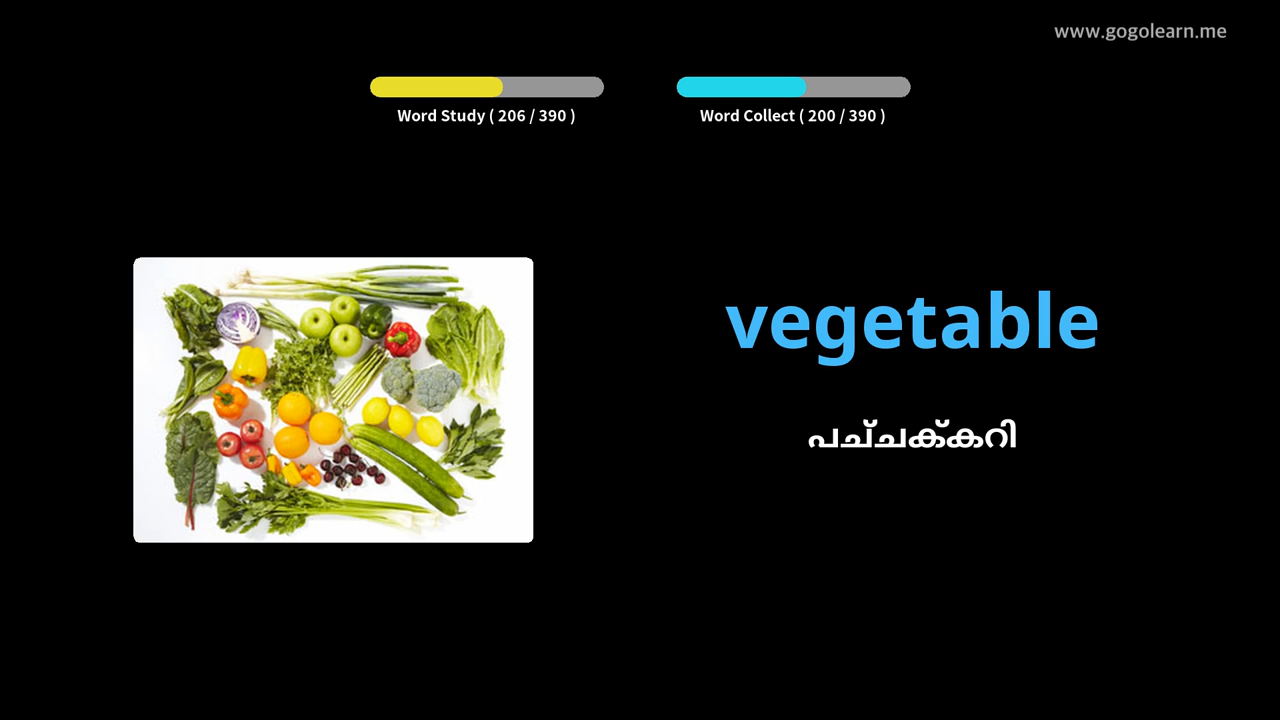 www.gogolearn.me
Word Study ( 206 / 390 )
Word Collect ( 200 / 390 )
vegetable
പച്ചക്കറി